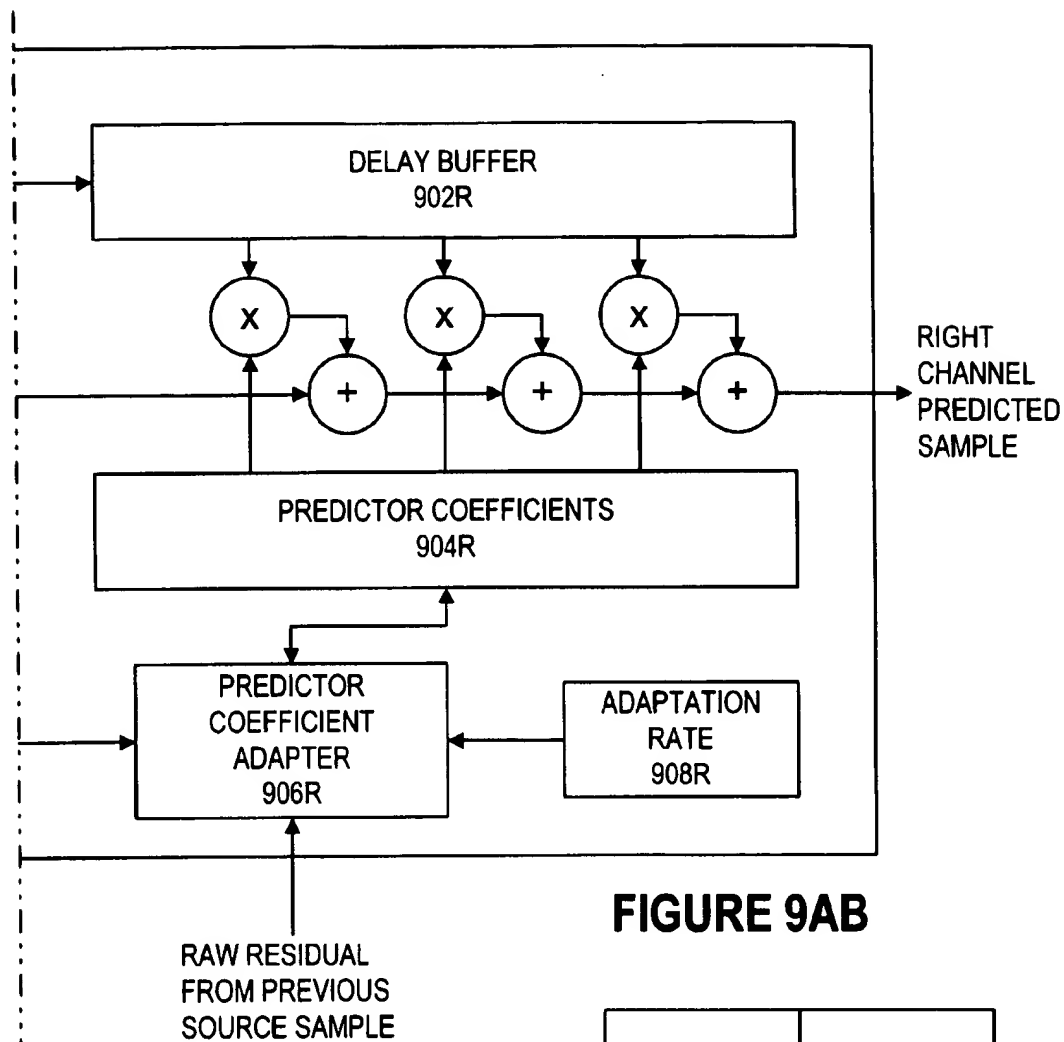 DELAY BUFFER
902R
X
X
X
+
+
+
RIGHT
CHANNEL
PREDICTED
SAMPLE
PREDICTOR COEFFICIENTS
904R
PREDICTOR
COEFFICIENT
ADAPTER
906R
ADAPTATION
RATE
908R
FIGURE 9AB
RAW RESIDUAL
FROM PREVIOUS
SOURCE SAMPLE